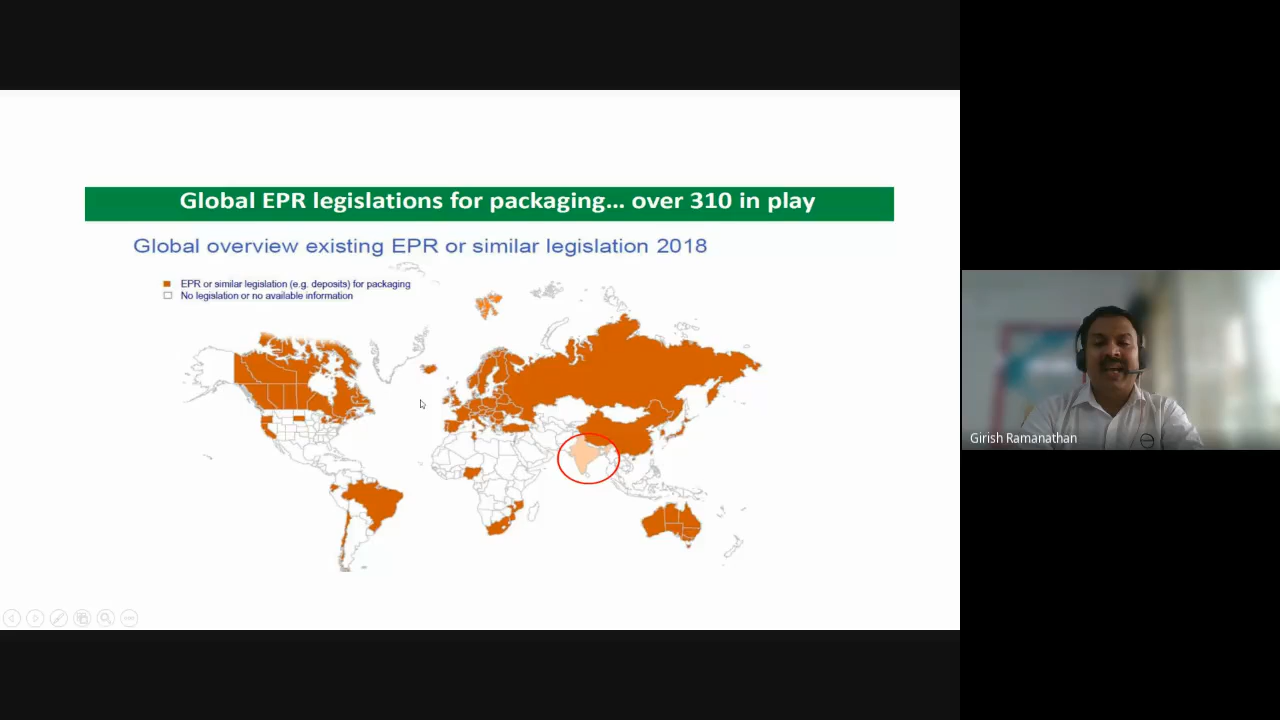 Global EPR legislations for packaging... over 310 in play
Global overview existing EPR or similar legislation 2018
EPR or similar legislation (e.g. deposits) for packaging
No legislation or no available information
Girish Ramanathan